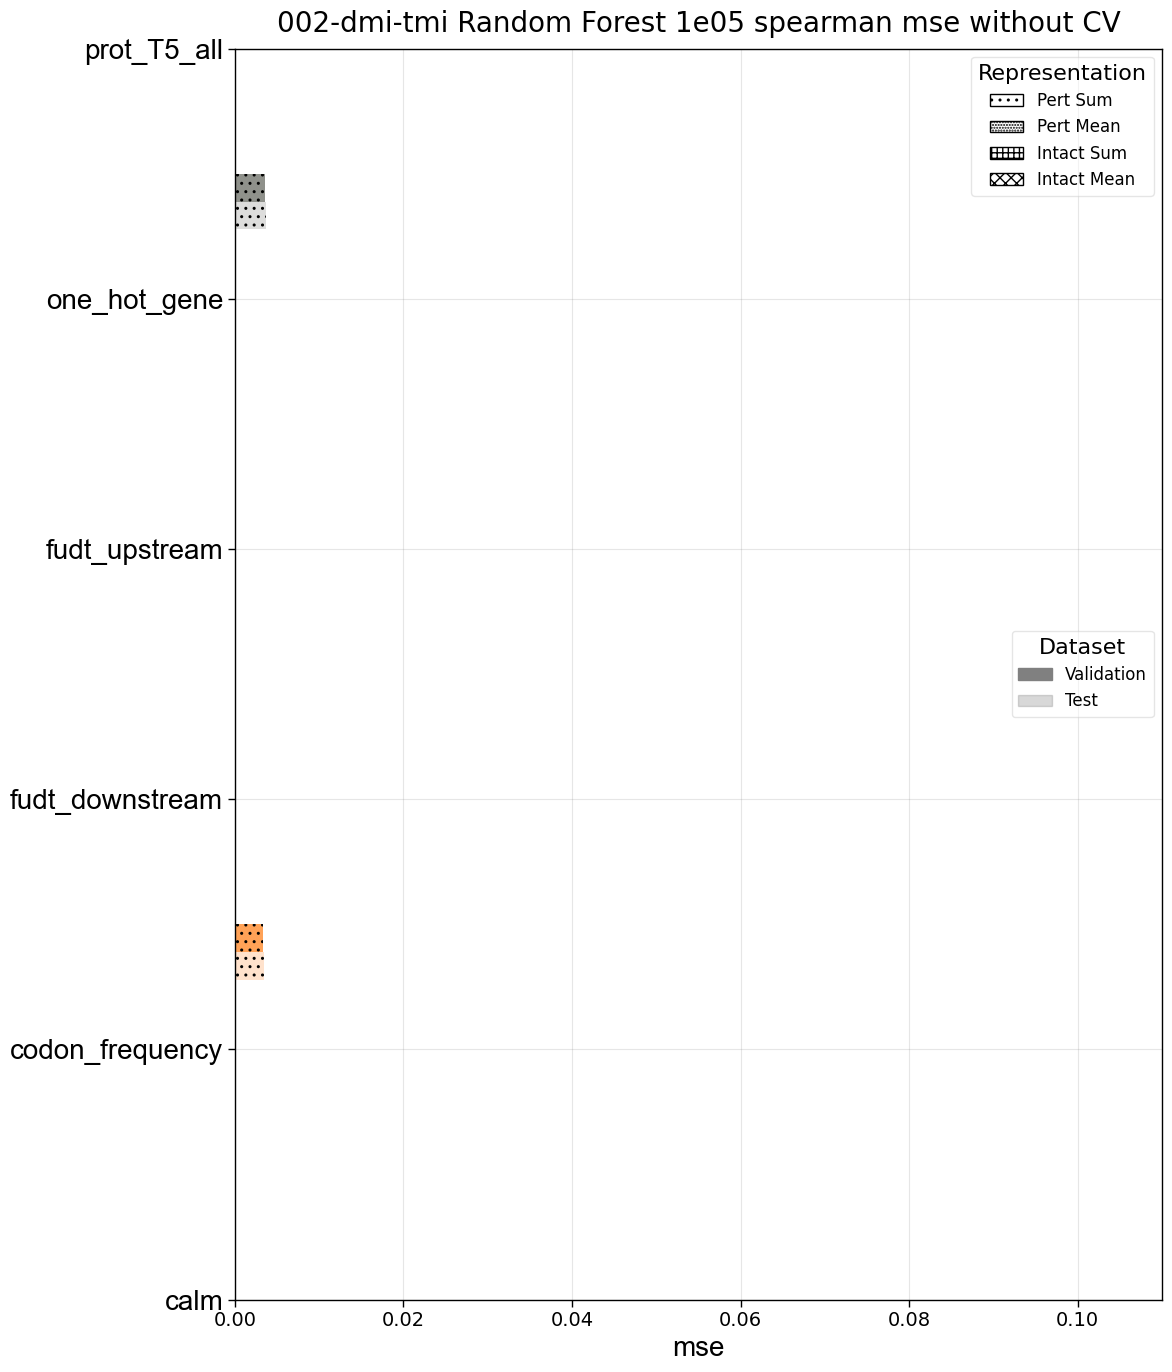 002-dmi-tmi Random Forest 1e05 spearman mse without CV
prot_T5_all
Representation
Pert Sum
Pert Mean
Intact Sum
Intact Mean
one_hot_gene
fudt_upstream
Dataset
Validation
Test
fudt_downstream
codon_frequency
calm
0.00 0.02 0.04 0.06 0.08 0.10
mse